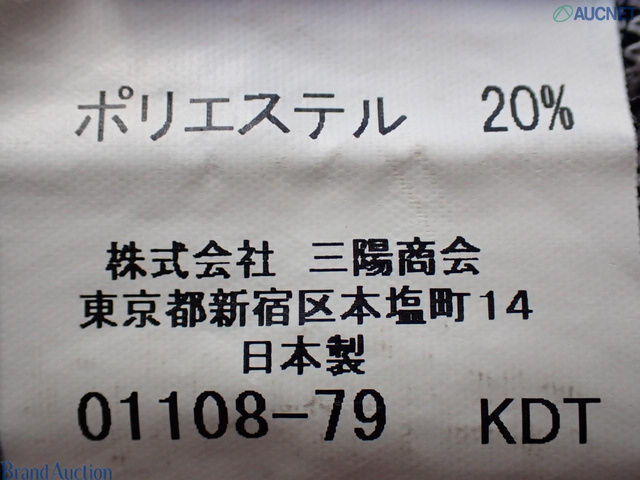 AUCNET
ポリエステル 20%
株式会社 三陽商会
東京都新宿区本塩町14
日本製
01108-79 KDT
Brand Auction